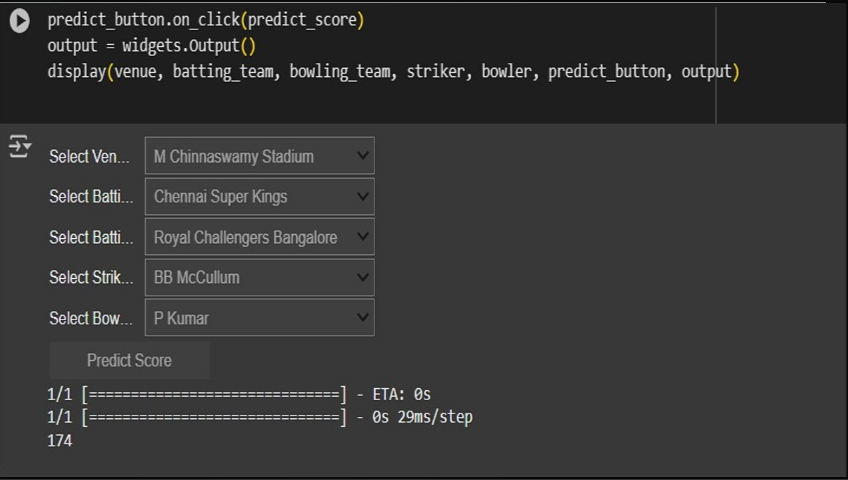 predict_button.on_click(predict_score)
output = widgets.Output()
display(venue, batting_team, bowling_team, striker, bowler, predict_button, output)
Select Ven... M Chinnaswamy Stadium
Select Batti... Chennai Super Kings
Select Batti... Royal Challengers Bangalore
Select Strik... BB McCullum
Select Bow... P Kumar
Predict Score
1/1 [==============================] - ETA: 0s
1/1 [==============================] - 0s 29ms/step
174